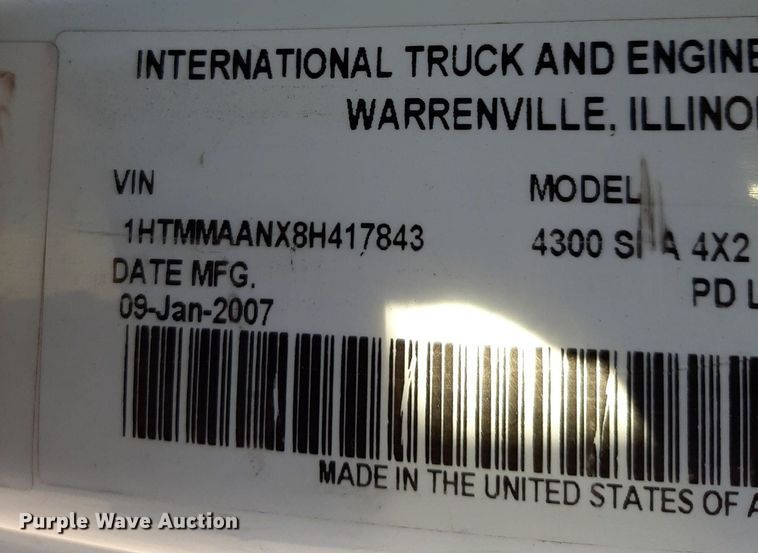 INTERNATIONAL TRUCK AND ENGINE
WARRENVILLE, ILLINO
VIN
MODEL
1HTMMAANX8H417843
4300 4X2
DATE MFG.
PD L
09-Jan-2007
MADE IN THE UNITED STATES OF A
Purple Wave Auction